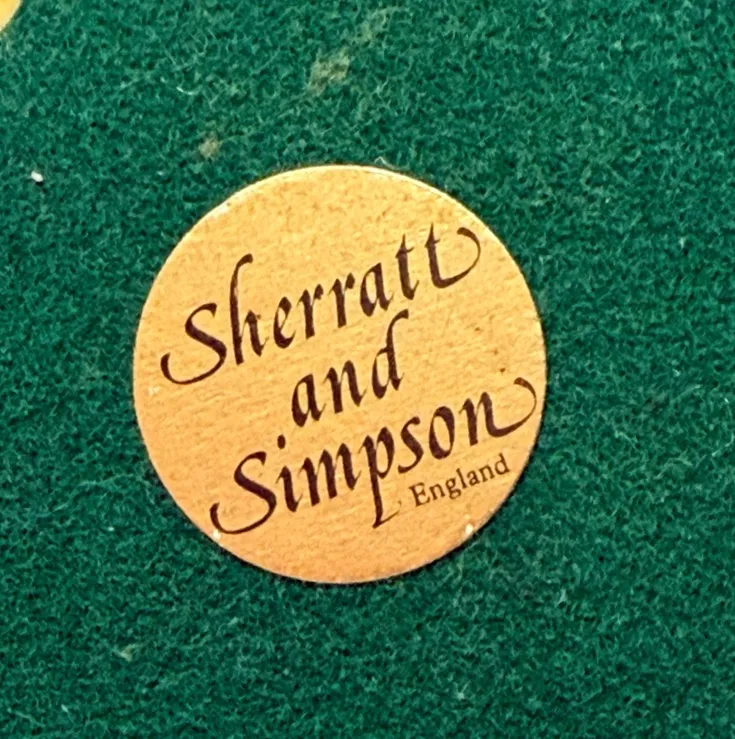 Sherratt
and
Simpson
England